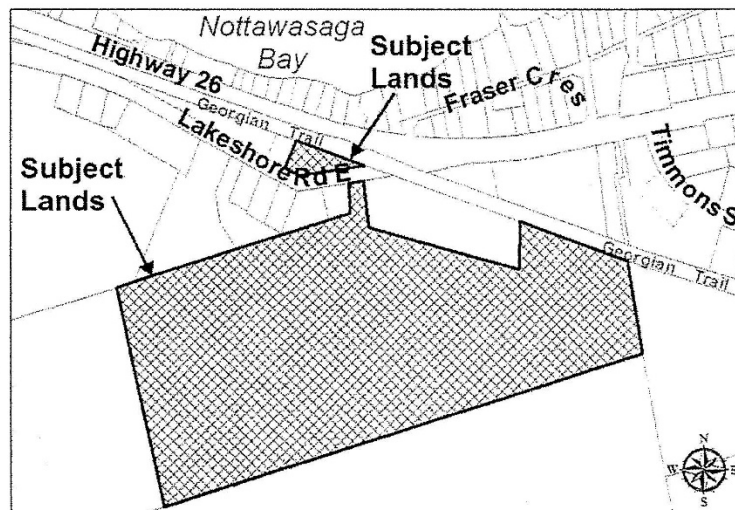 Nottawasaga
Bay
Subject
Lands
Highway 26
Fraser Cres
Georgian Trail
Lakeshore Rd E
Timmons S
Subject
Lands
Georgian Trail
N
W
E
S